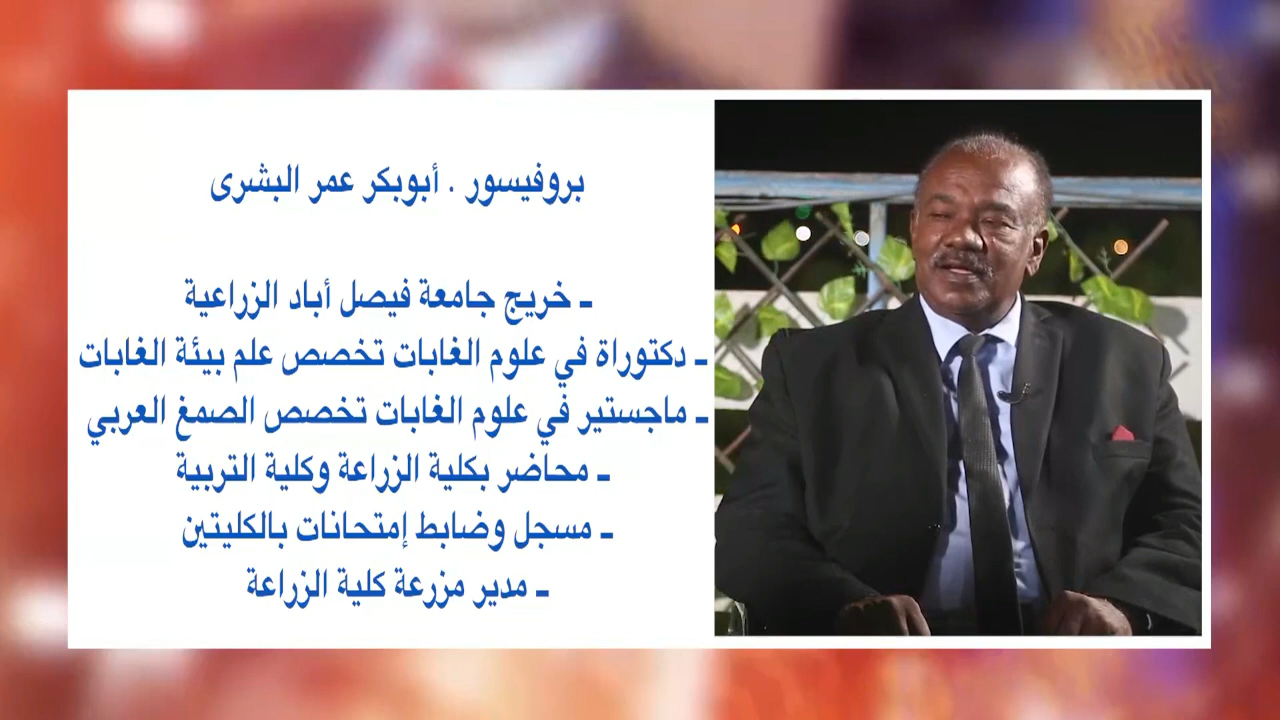 بروفيسور . أبوبكر عمر البشرى
ـ خريج جامعة فيصل أباد الزراعية
ـ دكتوراة في علوم الغابات تخصص علم بيئة الغابات
ـ ماجستير في علوم الغابات تخصص الصمغ العربي
ـ محاضر بكلية الزراعة وكلية التربية
ـ مسجل وضابط إمتحانات بالكليتين
ـ مدير مزرعة كلية الزراعة